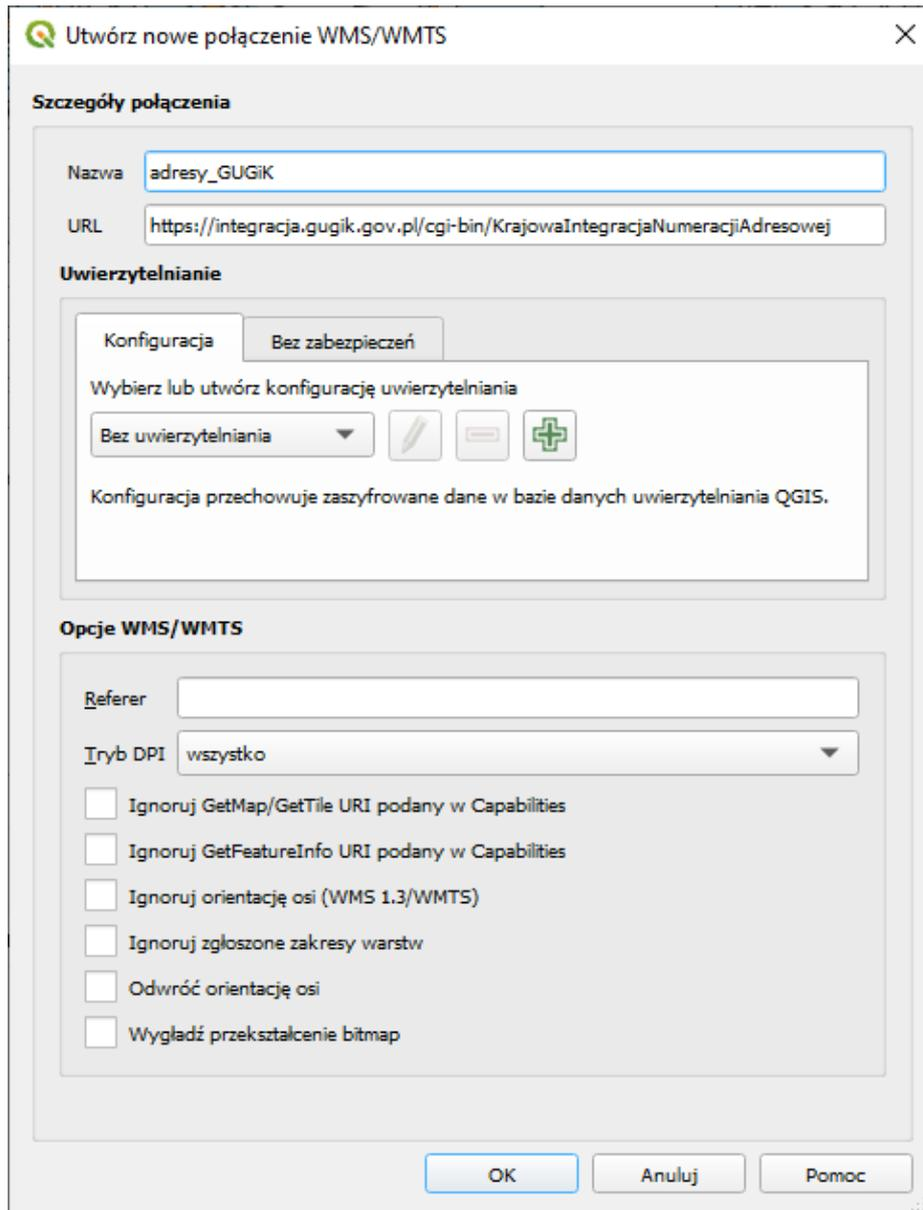 Utwórz nowe połączenie WMS/WMTS
Szczegóły połączenia
Nazwa adresy_GUGiK
URL https://integracja.gugik.gov.pl/cgi-bin/KrajowaIntegracjaNumeracjiAdresowej
Uwierzytelnianie
Konfiguracja Bez zabezpieczeń
Wybierz lub utwórz konfigurację uwierzytelniania
Bez uwierzytelniania
Konfiguracja przechowuje zaszyfrowane dane w bazie danych uwierzytelniania QGIS.
Opcje WMS/WMTS
Referer
Tryb DPI wszystko
Ignoruj GetMap/GetTile URI podany w Capabilities
Ignoruj GetFeatureInfo URI podany w Capabilities
Ignoruj orientację osi (WMS 1.3/WMTS)
Ignoruj zgłoszone zakresy warstw
Odwróć orientację osi
Wygładź przekształcenie bitmap
OK Anuluj Pomoc